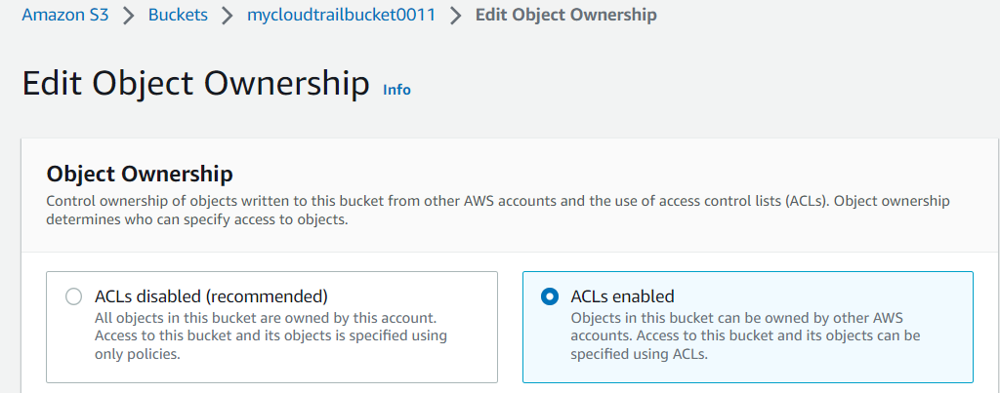 Amazon S3 > Buckets > mycloudtrailbucket0011 > Edit Object Ownership
Edit Object Ownership Info
Object Ownership
Control ownership of objects written to this bucket from other AWS accounts and the use of access control lists (ACLs). Object ownership
determines who can specify access to objects.
ACLs disabled (recommended)
All objects in this bucket are owned by this account.
Access to this bucket and its objects is specified using
only policies.
ACLs enabled
Objects in this bucket can be owned by other AWS
accounts. Access to this bucket and its objects can be
specified using ACLs.